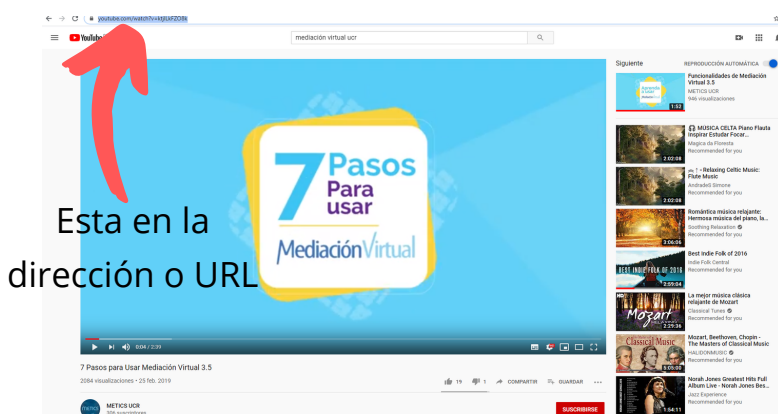 youtube.com/watch?v=ktjlUxFZO8k
YouTube
mediación virtual ucr
7 Pasos
Para
usar
MediaciónVirtual
Esta en la
dirección o URL
0:04 / 2:39
7 Pasos para Usar Mediación Virtual 3.5
2084 visualizaciones • 25 feb. 2019
19
1
COMPARTIR
GUARDAR
METICS UCR
SUSCRIBIRSE
Siguiente
REPRODUCCIÓN AUTOMÁTICA
1:52
Funcionalidades de Mediación
Virtual 3.5
METICS UCR
946 visualizaciones
2:02:08
MÚSICA CELTA Piano Flauta
Inspirar Estudar Focar...
Magica da Floresta
Recommended for you
2:02:08
Relaxing Celtic Music:
Flute Music
Andradeš Simone
Recommended for you
3:06:06
Romántica música relajante:
Hermosa música del piano, la...
Soothing Relaxation
Recommended for you
BEST INDIE FOLK OF 2016
2:59:04
Best Indie Folk of 2016
Indie Folk Central
Recommended for you
HD
Mozart
2:29:36
La mejor música clásica
relajante de Mozart
Classical Tunes
Recommended for you
Classical Music
5:05:00
Mozart, Beethoven, Chopin -
The Masters of Classical Music
HALIDONMUSIC
Recommended for you
1:54:11
Norah Jones Greatest Hits Full
Album Live - Norah Jones Bes...
Jazz Experience
Recommended for you